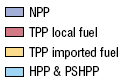 NPP
TPP local fuel
TPP imported fuel
HPP & PSHPP